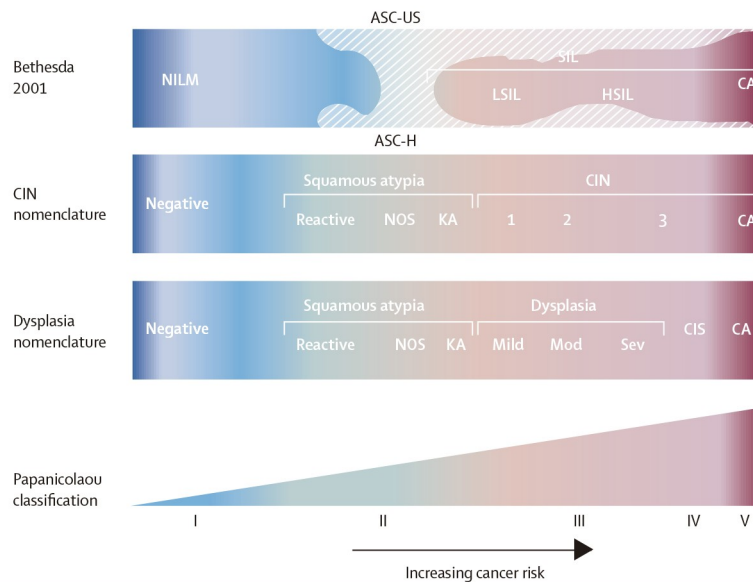 ASC-US
Bethesda
2001
NILM
SIL
LSIL
HSIL
CA
ASC-H
CIN
nomenclature
Negative
Squamous atypia
CIN
Reactive
NOS
KA
1
2
3
CA
Dysplasia
nomenclature
Negative
Squamous atypia
Dysplasia
Reactive
NOS
KA
Mild
Mod
Sev
CIS
CA
Papanicolaou
classification
I
II
III
IV
V
Increasing cancer risk